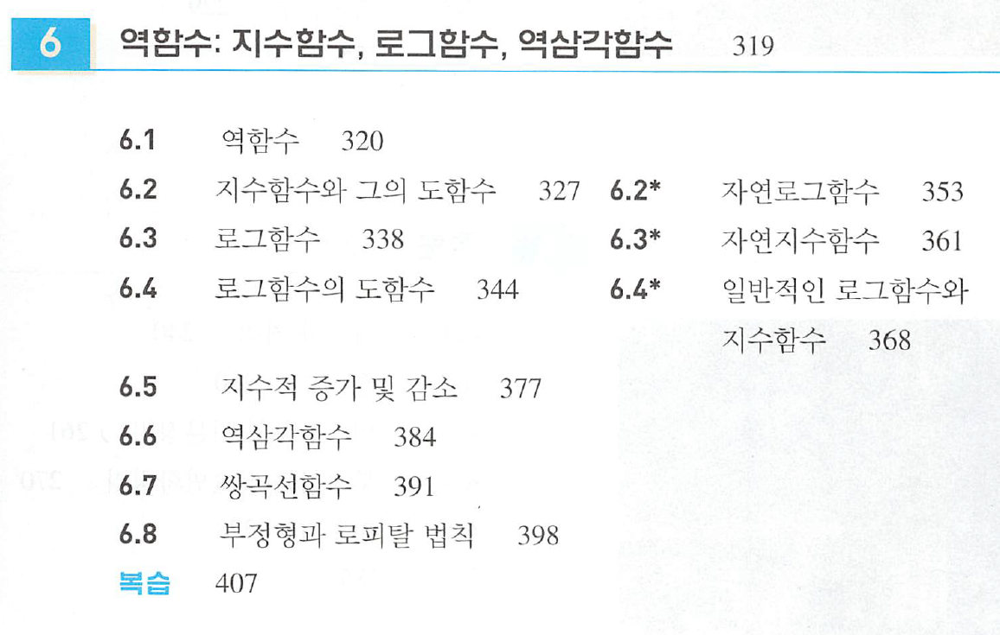 6 역함수: 지수함수, 로그함수, 역삼각함수 319
6.1 역함수 320
6.2 지수함수와 그의 도함수 327 6.2* 자연로그함수 353
6.3 로그함수 338 6.3* 자연지수함수 361
6.4 로그함수의 도함수 344 6.4* 일반적인 로그함수와
지수함수 368
6.5 지수적 증가 및 감소 377
6.6 역삼각함수 384
6.7 쌍곡선함수 391
6.8 부정형과 로피탈 법칙 398
복습 407